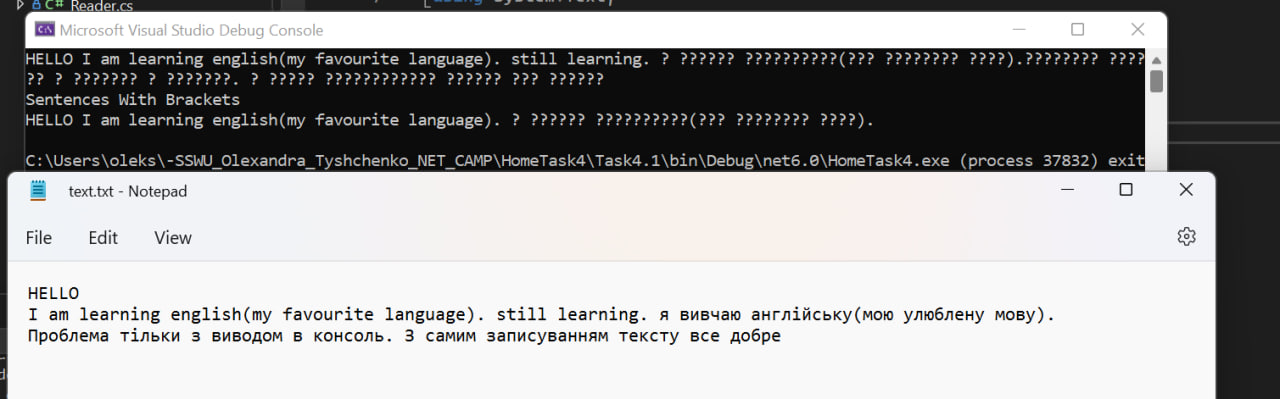 C# Reader.cs
using System.Text;
Microsoft Visual Studio Debug Console
HELLO I am learning english(my favourite language). still learning. ? ?????? ??????????(??? ???????? ????).???????? ????
?? ? ??????? ? ???????. ? ????? ???????????? ?????? ??? ??????
Sentences With Brackets
HELLO I am learning english(my favourite language). ? ?????? ??????????(??? ???????? ????).
C:\Users\oleks\-SSWU_Olexandra_Tyshchenko_NET_CAMP\HomeTask4\Task4.1\bin\Debug\net6.0\HomeTask4.exe (process 37832) exit
text.txt - Notepad
File Edit View
HELLO
I am learning english(my favourite language). still learning. я вивчаю англійську(мою улюблену мову).
Проблема тільки з виводом в консоль. З самим записуванням тексту все добре